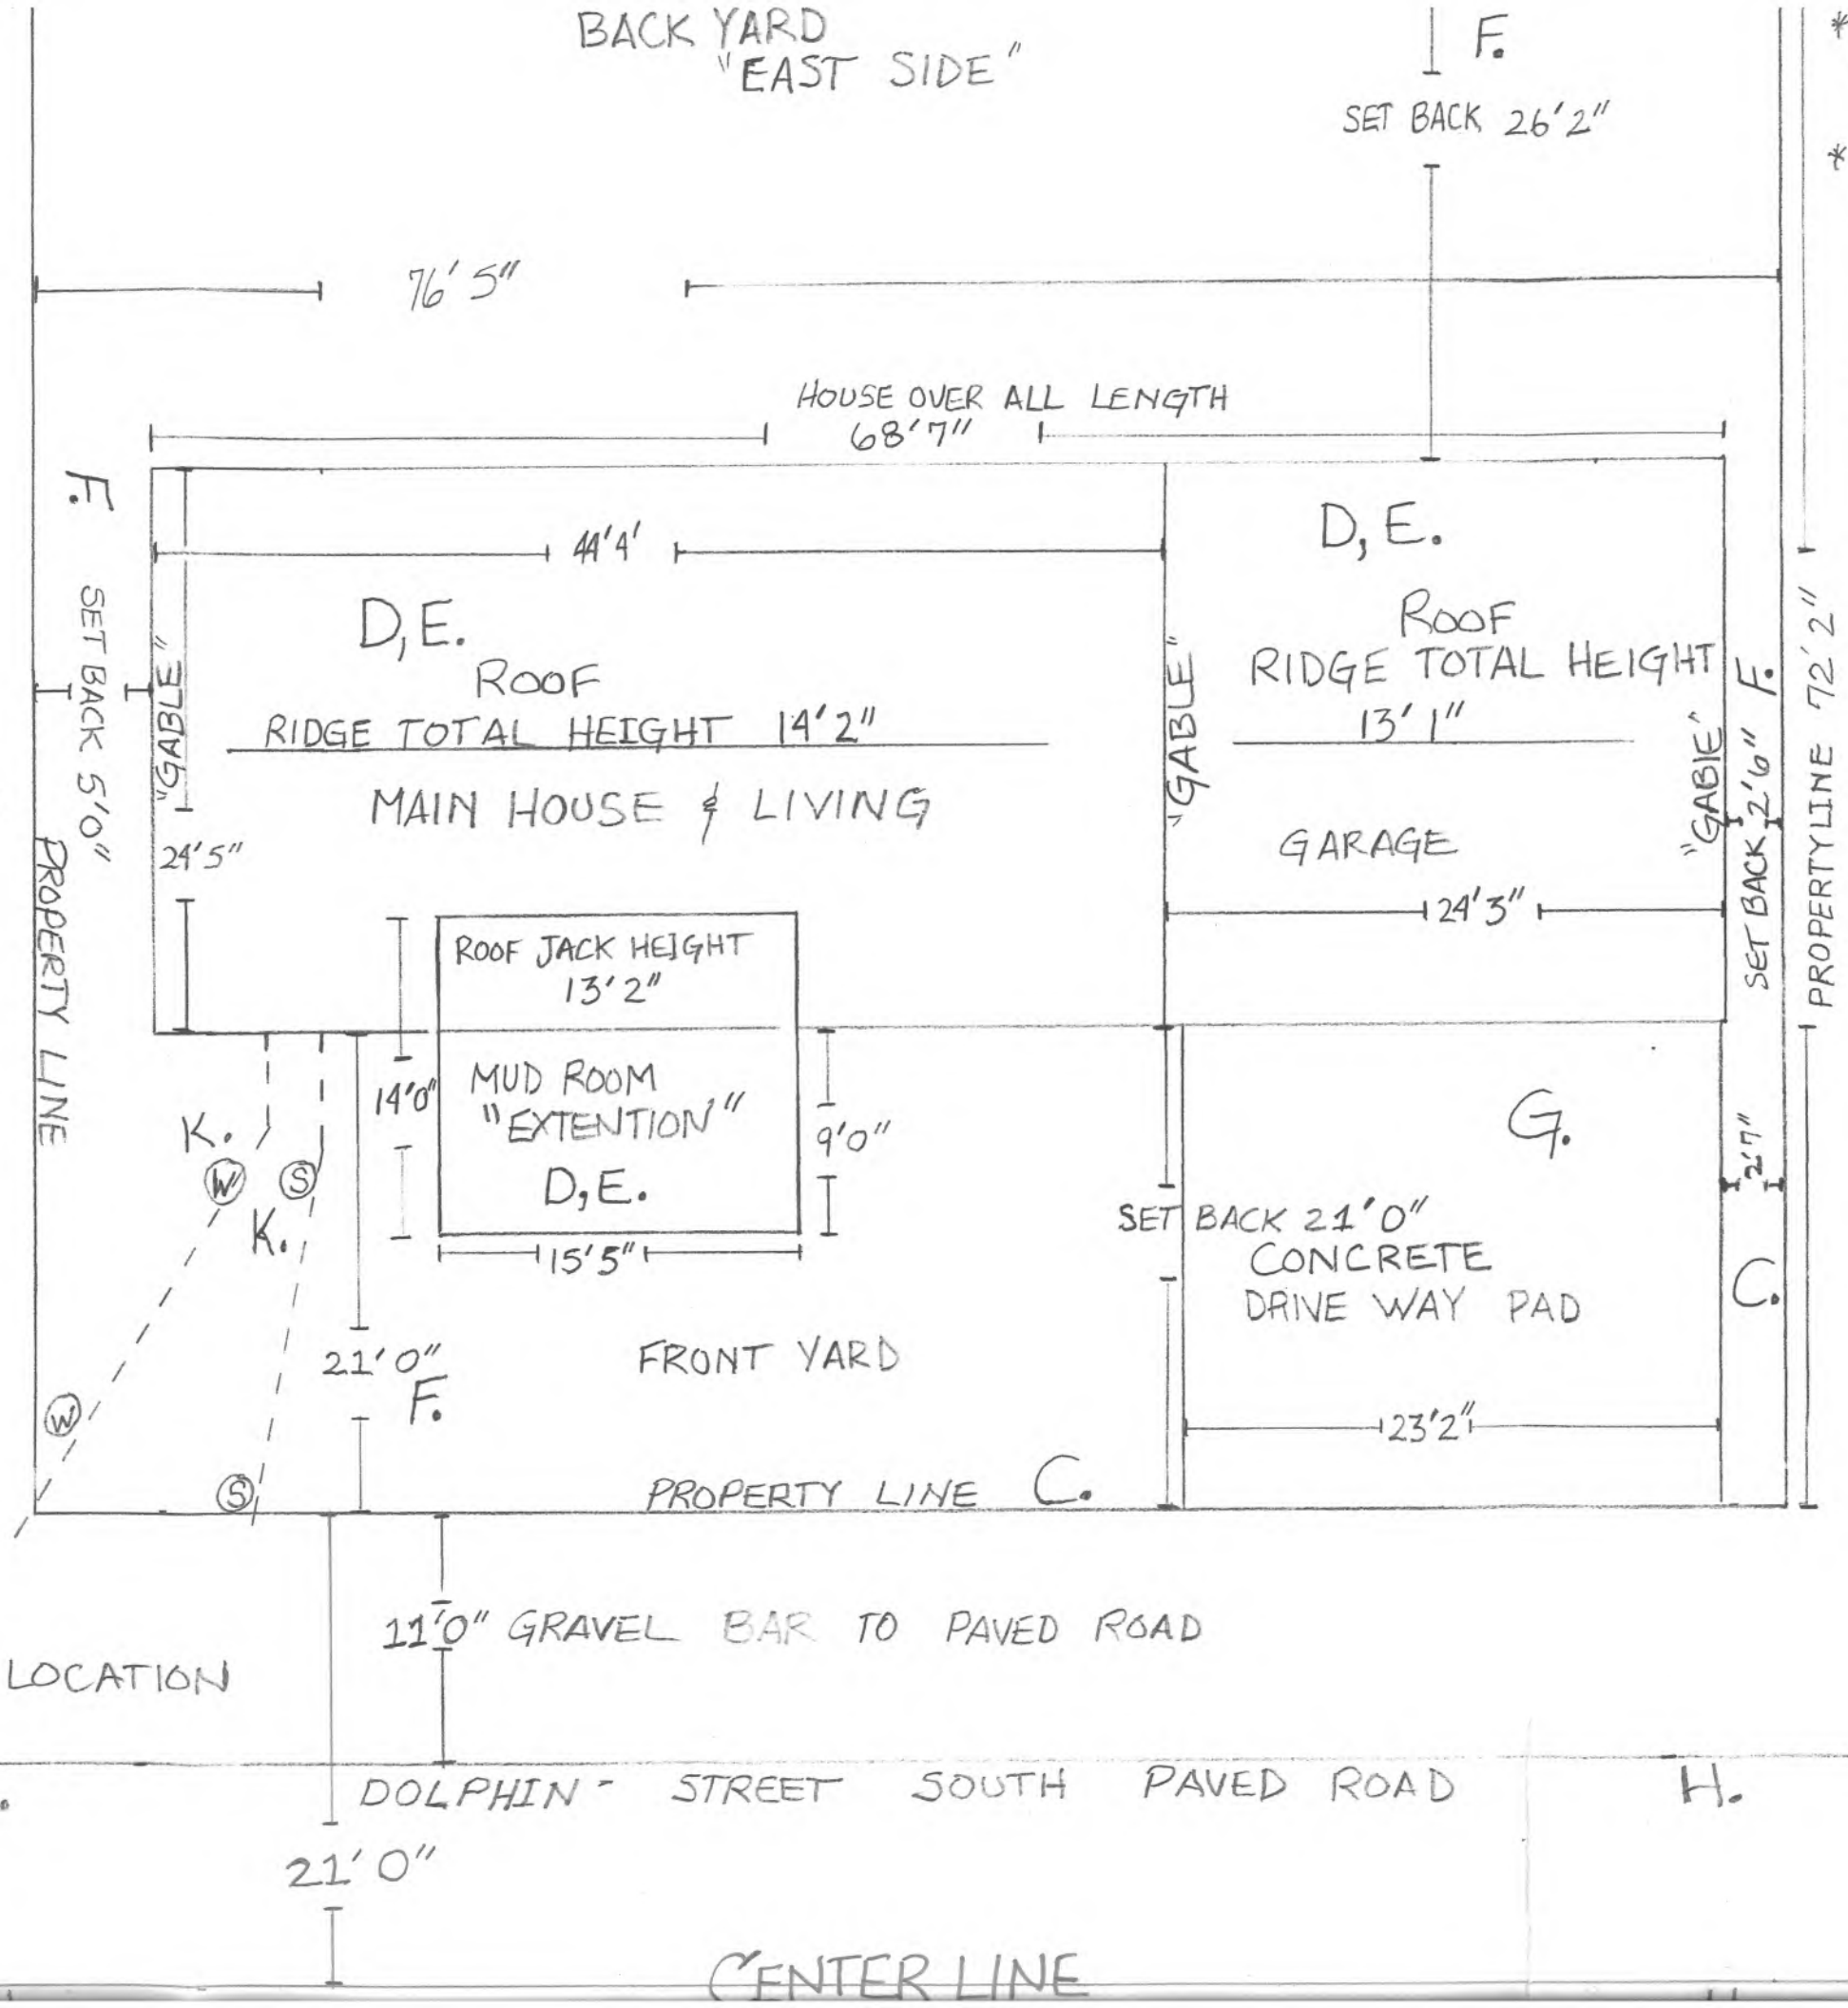 BACK YARD
"EAST SIDE"
F.
SET BACK 26'2"
*
*
76'5"
HOUSE OVER ALL LENGTH
68'7"
F.
SET BACK 5'0"
PROPERTY LINE
"GABLE"
24'5"
44'4'
D,E.
ROOF
RIDGE TOTAL HEIGHT 14'2"
MAIN HOUSE & LIVING
"GABLE"
D,E.
ROOF
RIDGE TOTAL HEIGHT
13'1"
GARAGE
24'3"
"GABIE"
SET BACK 2'6" F.
PROPERTYLINE 72'2"
ROOF JACK HEIGHT
13'2"
14'0"
MUD ROOM
"EXTENTION"
D,E.
9'0"
15'5"
K.
W S
K.
W
S
21'0"
F.
FRONT YARD
PROPERTY LINE C.
G.
2'7"
SET BACK 21'0"
CONCRETE
DRIVE WAY PAD
C.
23'2"
11'0" GRAVEL BAR TO PAVED ROAD
LOCATION
DOLPHIN - STREET SOUTH PAVED ROAD H.
21'0"
CENTER LINE